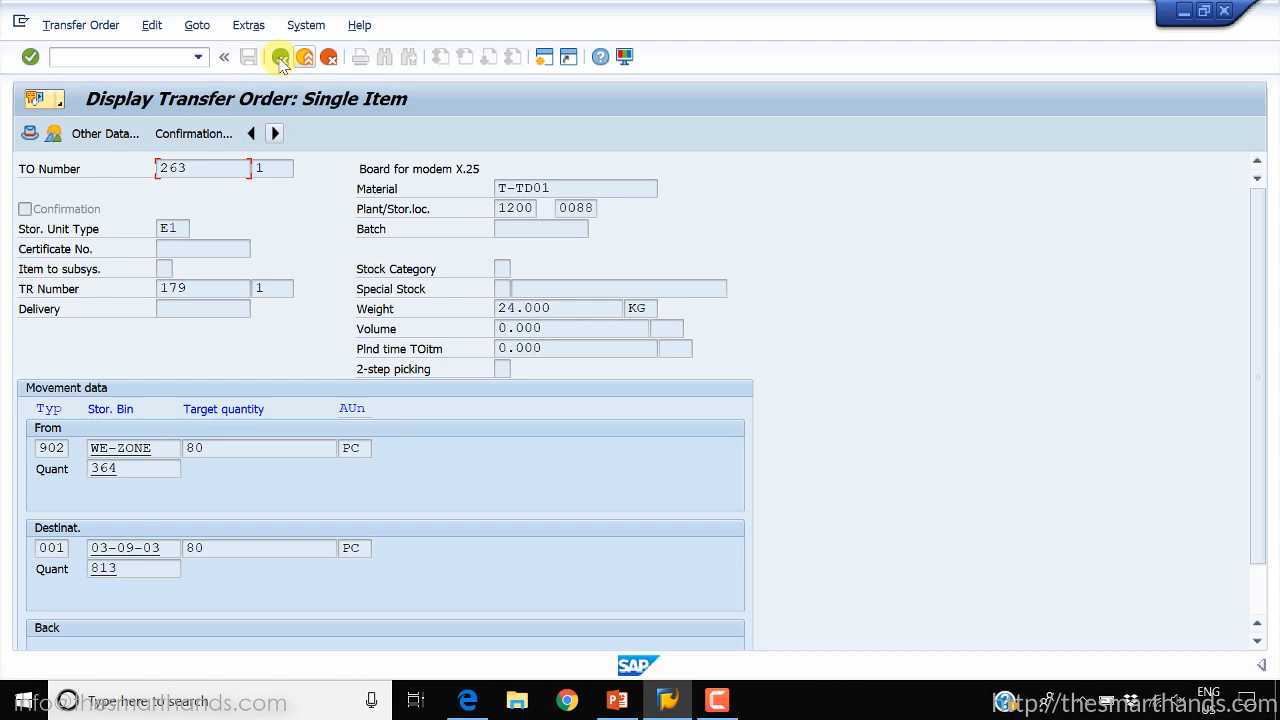 Transfer Order Edit Goto Extras System Help
Display Transfer Order: Single Item
Other Data... Confirmation...
TO Number 263 1 Board for modem X.25
Material T-TD01
Confirmation Plant/Stor.loc. 1200 0088
Stor. Unit Type E1 Batch
Certificate No.
Item to subsys. Stock Category
TR Number 179 1 Special Stock
Delivery Weight 24.000 KG
Volume 0.000
Plnd time TOitm 0.000
2-step picking
Movement data
Typ Stor. Bin Target quantity AUn
From
902 WE-ZONE 80 PC
Quant 364
Destinat.
001 03-09-03 80 PC
Quant 813
Back
SAP
Type here to search
ENG
info@thesmarthands.com http://thesmarthands.com